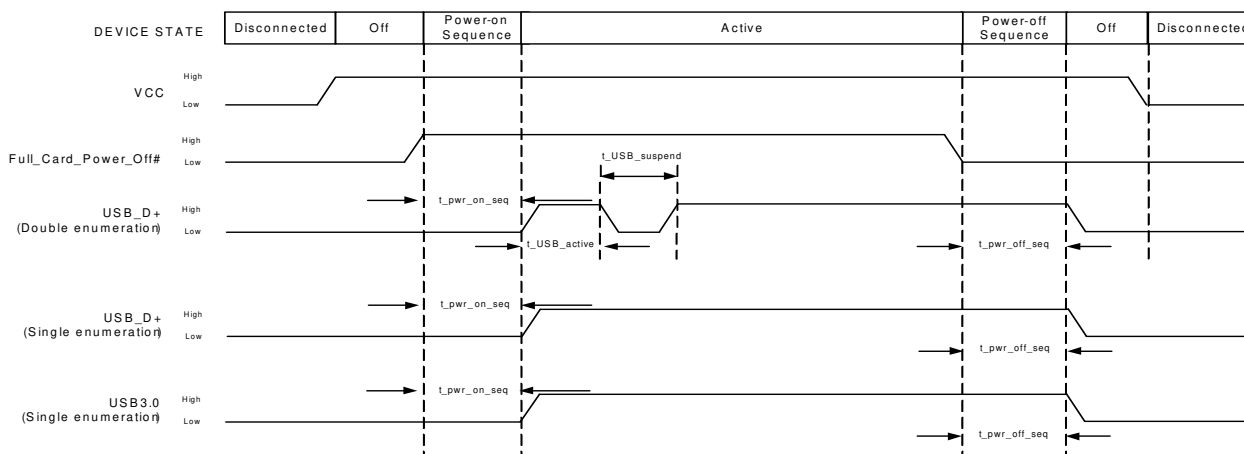 DEVICE STATE Disconnected Off Power-on Sequence Active Power-off Sequence Off Disconnected
VCC High
Low
Full_Card_Power_Off# High
Low
t_USB_suspend
USB_D+ High t_pwr_on_seq
(Double enumeration) Low
t_USB_active t_pwr_off_seq
USB_D+ High t_pwr_on_seq
(Single enumeration) Low
t_pwr_off_seq
USB3.0 High t_pwr_on_seq
(Single enumeration) Low
t_pwr_off_seq